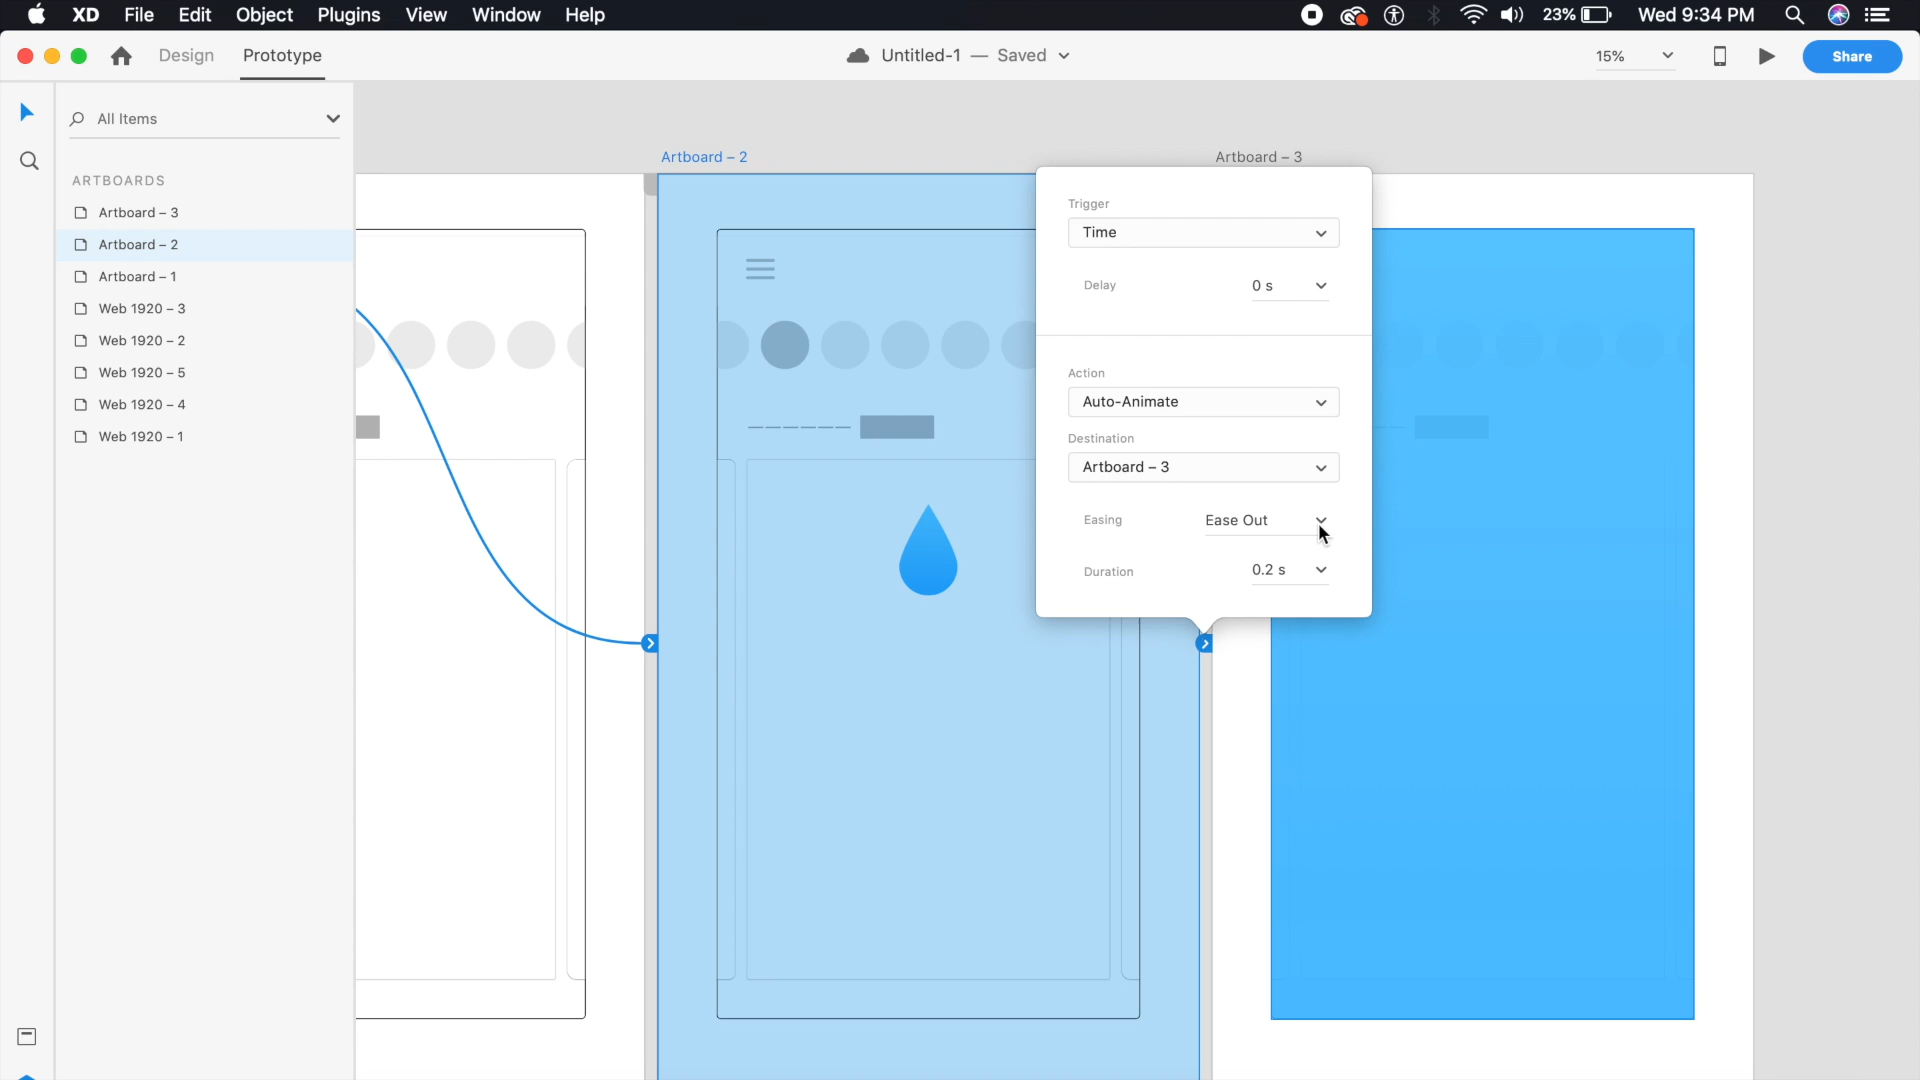 XD File Edit Object Plugins View Window Help 23% Wed 9:34 PM
Design Prototype Untitled-1 — Saved 15% Share
All Items
ARTBOARDS
Artboard – 3
Artboard – 2
Artboard – 1
Web 1920 – 3
Web 1920 – 2
Web 1920 – 5
Web 1920 – 4
Web 1920 – 1
Artboard – 2
Artboard – 3
Trigger
Time
Delay 0 s
Action
Auto-Animate
Destination
Artboard – 3
Easing Ease Out
Duration 0.2 s